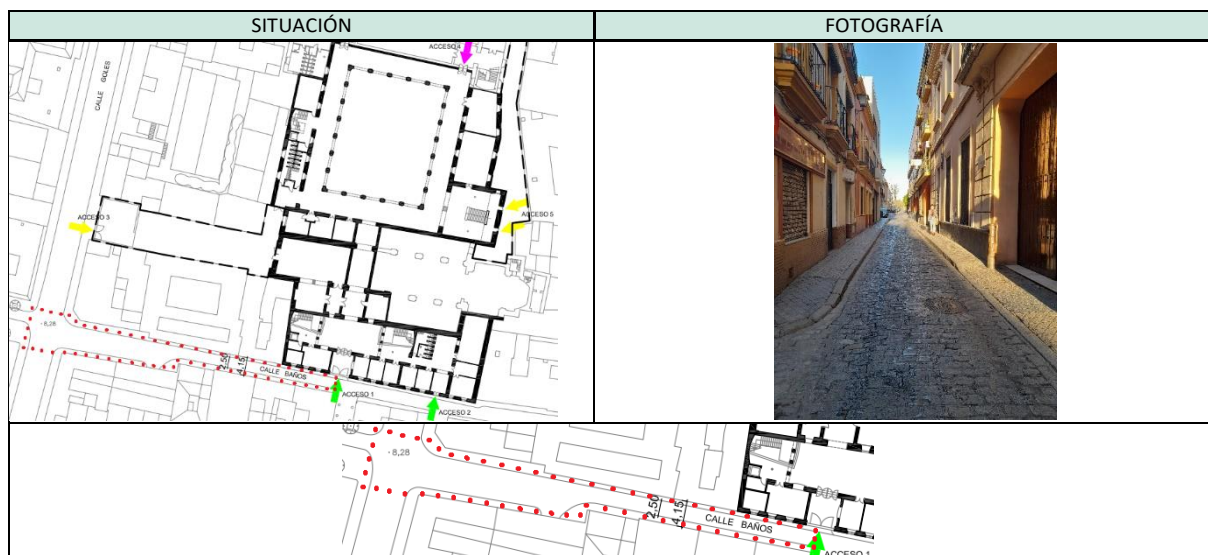 SITUACIÓN
FOTOGRAFÍA
ACCESO 4
CALLE GOLES
ACCESO 3
ACCESO 5
8,28
2,50
4,15
CALLE BAÑOS
ACCESO 1
ACCESO 2
8,28
2,50
4,15
CALLE BAÑOS
ACCESO 1